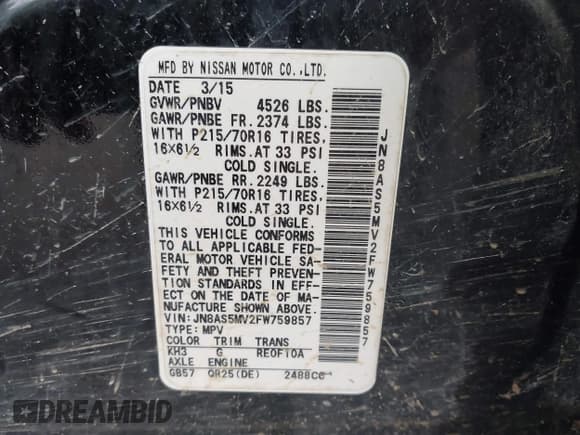 MFD BY NISSAN MOTOR CO.,LTD.
DATE 3/15
GVWR/PNBV 4526 LBS.
GAWR/PNBE FR. 2374 LBS.
WITH P215/70R16 TIRES,
16×6½ RIMS. AT 33 PSI
COLD SINGLE.
GAWR/PNBE RR. 2249 LBS.
WITH P215/70R16 TIRES,
16×6½ RIMS. AT 33 PSI
COLD SINGLE.
THIS VEHICLE CONFORMS
TO ALL APPLICABLE FED-
ERAL MOTOR VEHICLE SA-
FETY AND THEFT PREVEN-
TION STANDARDS IN EFF-
ECT ON THE DATE OF MA-
NUFACTURE SHOWN ABOVE.
VIN: JN8AS5MV2FW759857
TYPE: MPV
COLOR TRIM TRANS
KH3 G RE0F10A
AXLE ENGINE
GB57 QR25(DE) 2488CC
JN8AS5MV2FW759857
DREAMBID